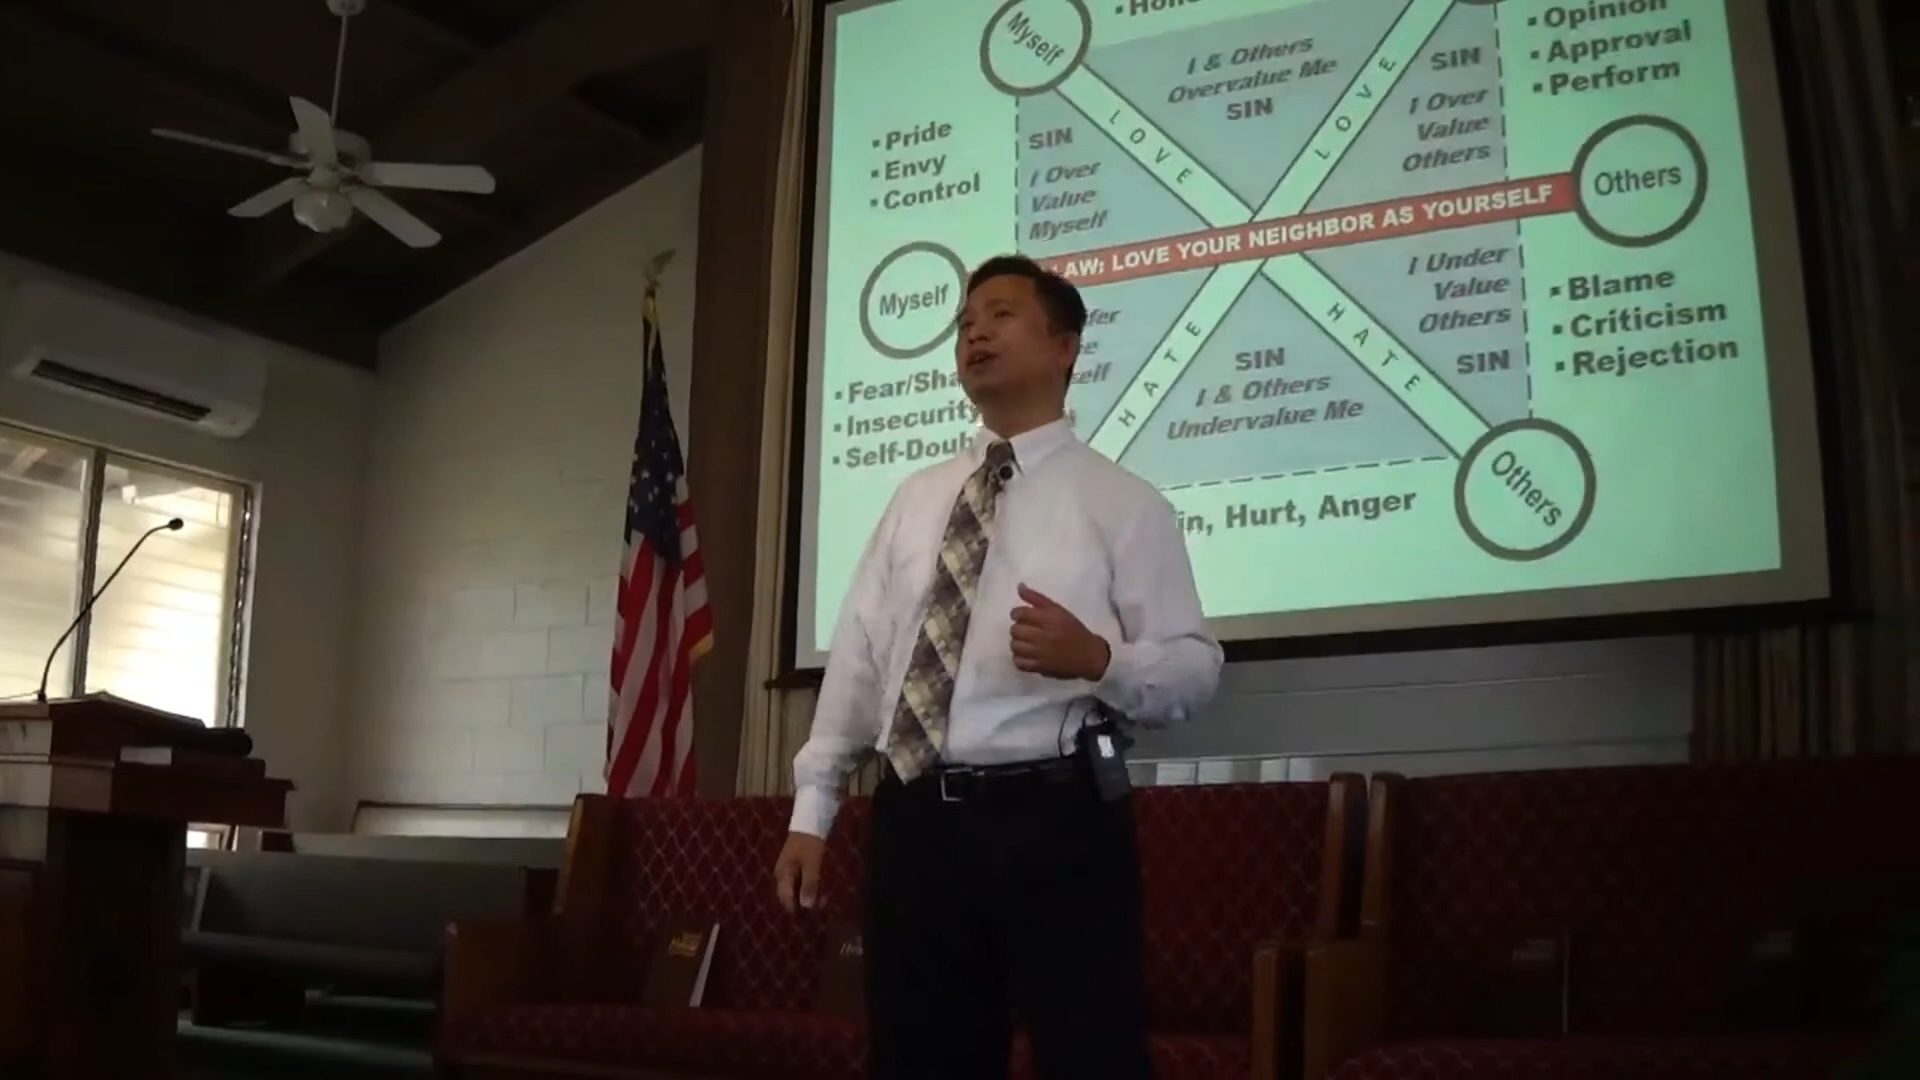 Myself
I & Others
Overvalue Me
SIN
LOVE
LOVE
Opinion
Approval
Perform
Pride
Envy
Control
SIN
I Over
Value
Myself
SIN
I Over
Value
Others
Others
LAW: LOVE YOUR NEIGHBOR AS YOURSELF
Myself
I Under
Value
Others
SIN
Blame
Criticism
Rejection
HATE
HATE
SIN
I & Others
Undervalue Me
Insecurity
Hurt, Anger
Others